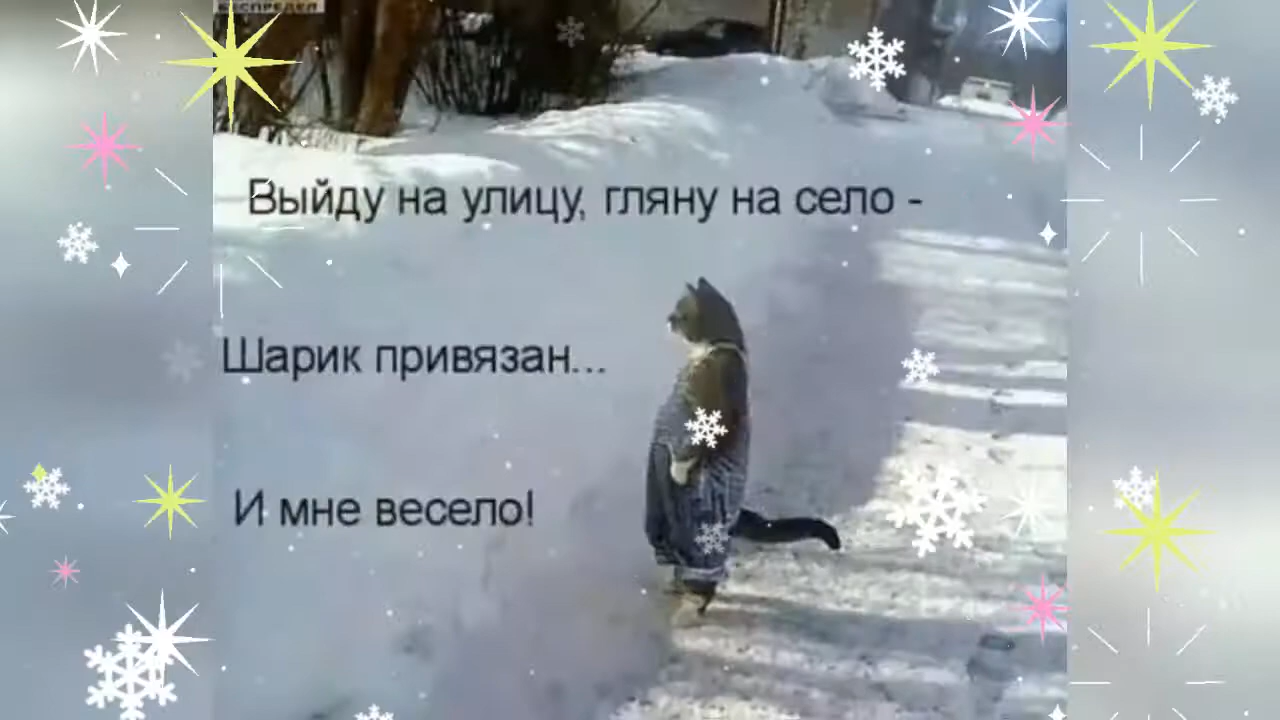 Выйду на улицу, гляну на село -
Шарик привязан...
И мне весело!